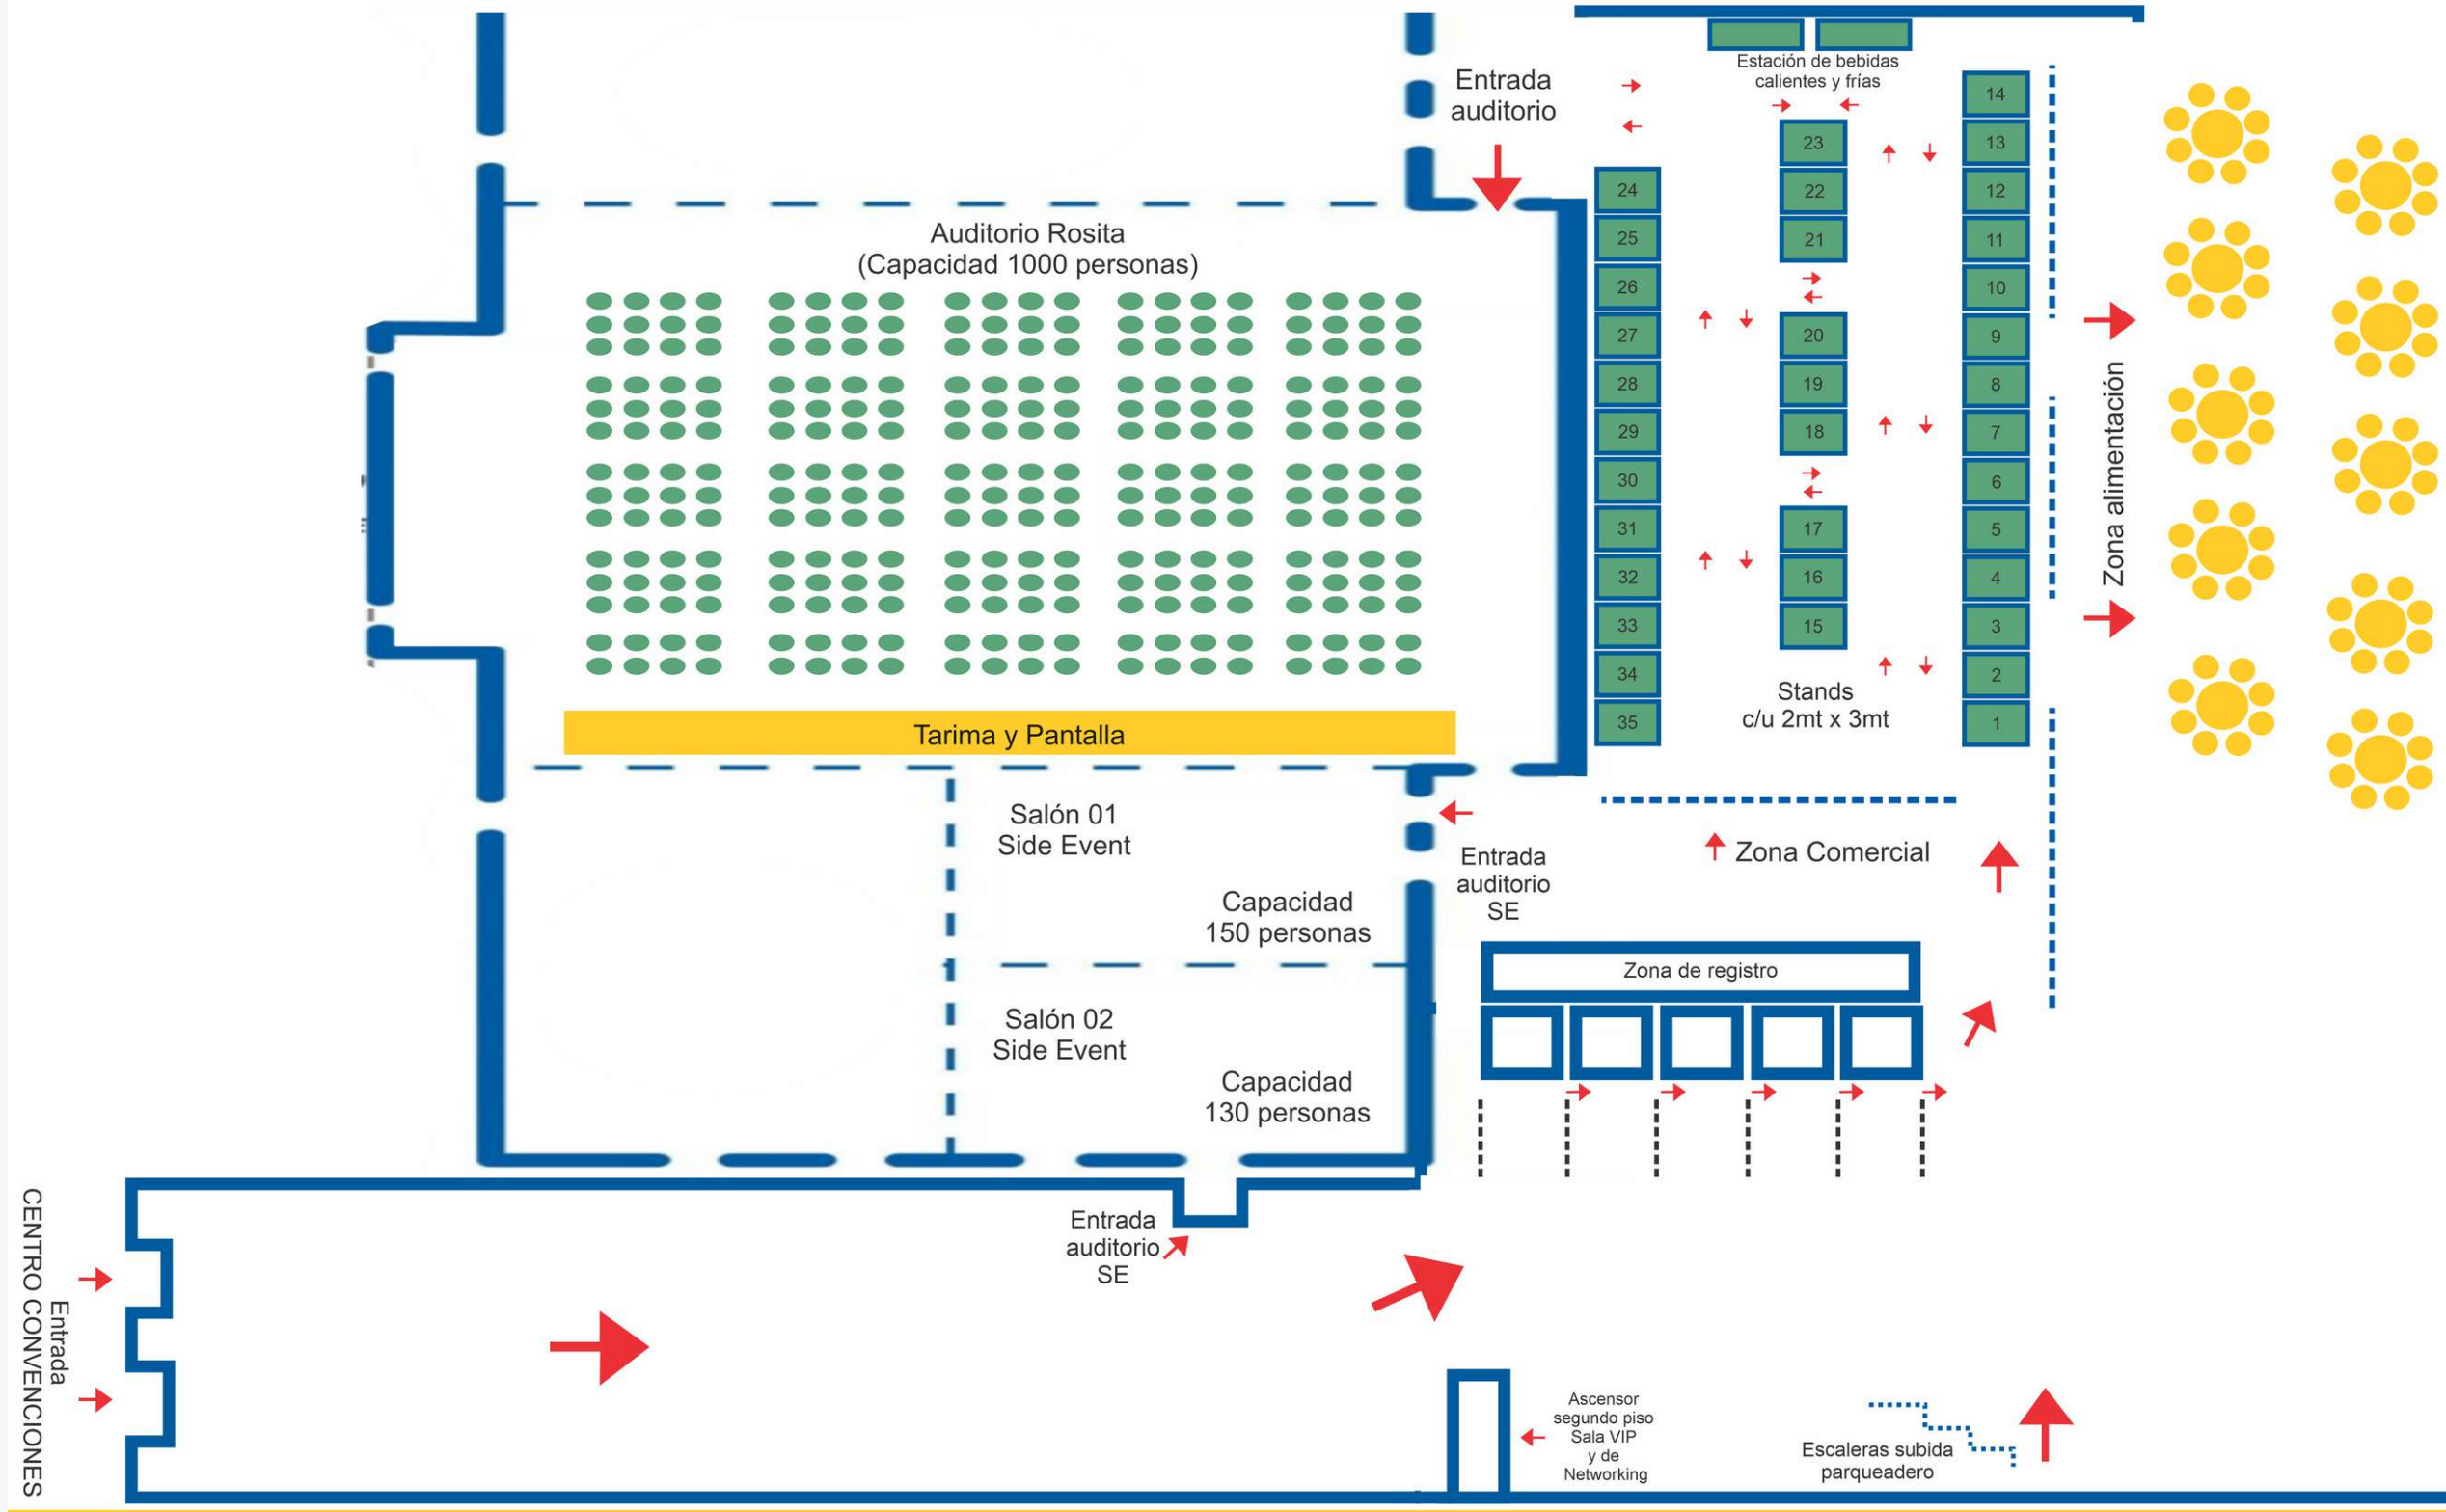 Estación de bebidas
calientes y frías
Entrada
auditorio
14
13
12
11
10
9
8
7
6
5
4
3
2
1
23
22
21
20
19
18
17
16
15
24
25
26
27
28
29
30
31
32
33
34
35
Stands
c/u 2mt x 3mt
Zona alimentación
Auditorio Rosita
(Capacidad 1000 personas)
Tarima y Pantalla
Salón 01
Side Event
Capacidad
150 personas
Entrada
auditorio
SE
Zona Comercial
Zona de registro
Salón 02
Side Event
Capacidad
130 personas
Entrada
auditorio
SE
Entrada
CENTRO CONVENCIONES
Ascensor
segundo piso
Sala VIP
y de
Networking
Escaleras subida
parqueadero